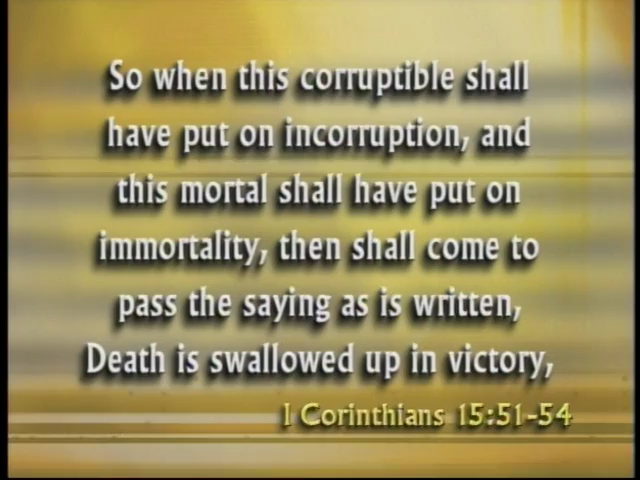 So when this corruptible shall
have put on incorruption, and
this mortal shall have put on
immortality, then shall come to
pass the saying as is written,
Death is swallowed up in victory,
I Corinthians 15:51-54